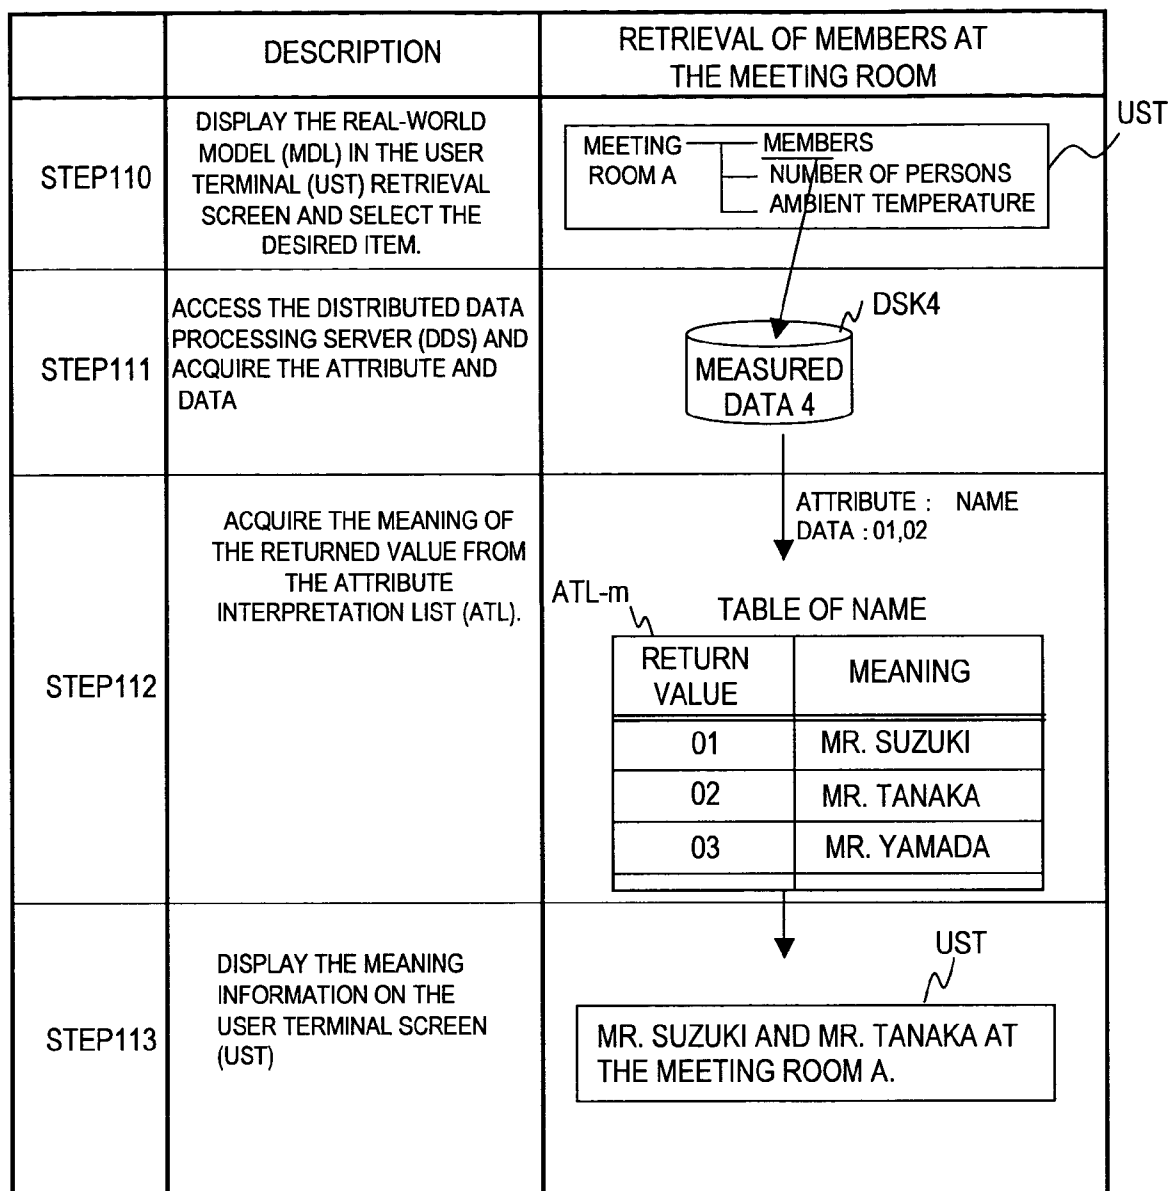 DESCRIPTION
RETRIEVAL OF MEMBERS AT
THE MEETING ROOM
STEP110
DISPLAY THE REAL-WORLD
MODEL (MDL) IN THE USER
TERMINAL (UST) RETRIEVAL
SCREEN AND SELECT THE
DESIRED ITEM.
UST
MEETING
ROOM A
MEMBERS
NUMBER OF PERSONS
AMBIENT TEMPERATURE
STEP111
ACCESS THE DISTRIBUTED DATA
PROCESSING SERVER (DDS) AND
ACQUIRE THE ATTRIBUTE AND
DATA
DSK4
MEASURED
DATA 4
STEP112
ACQUIRE THE MEANING OF
THE RETURNED VALUE FROM
THE ATTRIBUTE
INTERPRETATION LIST (ATL).
ATTRIBUTE : NAME
DATA : 01,02
ATL-m
TABLE OF NAME
RETURN
VALUE
MEANING
01 MR. SUZUKI
02 MR. TANAKA
03 MR. YAMADA
STEP113
DISPLAY THE MEANING
INFORMATION ON THE
USER TERMINAL SCREEN
(UST)
UST
MR. SUZUKI AND MR. TANAKA AT
THE MEETING ROOM A.